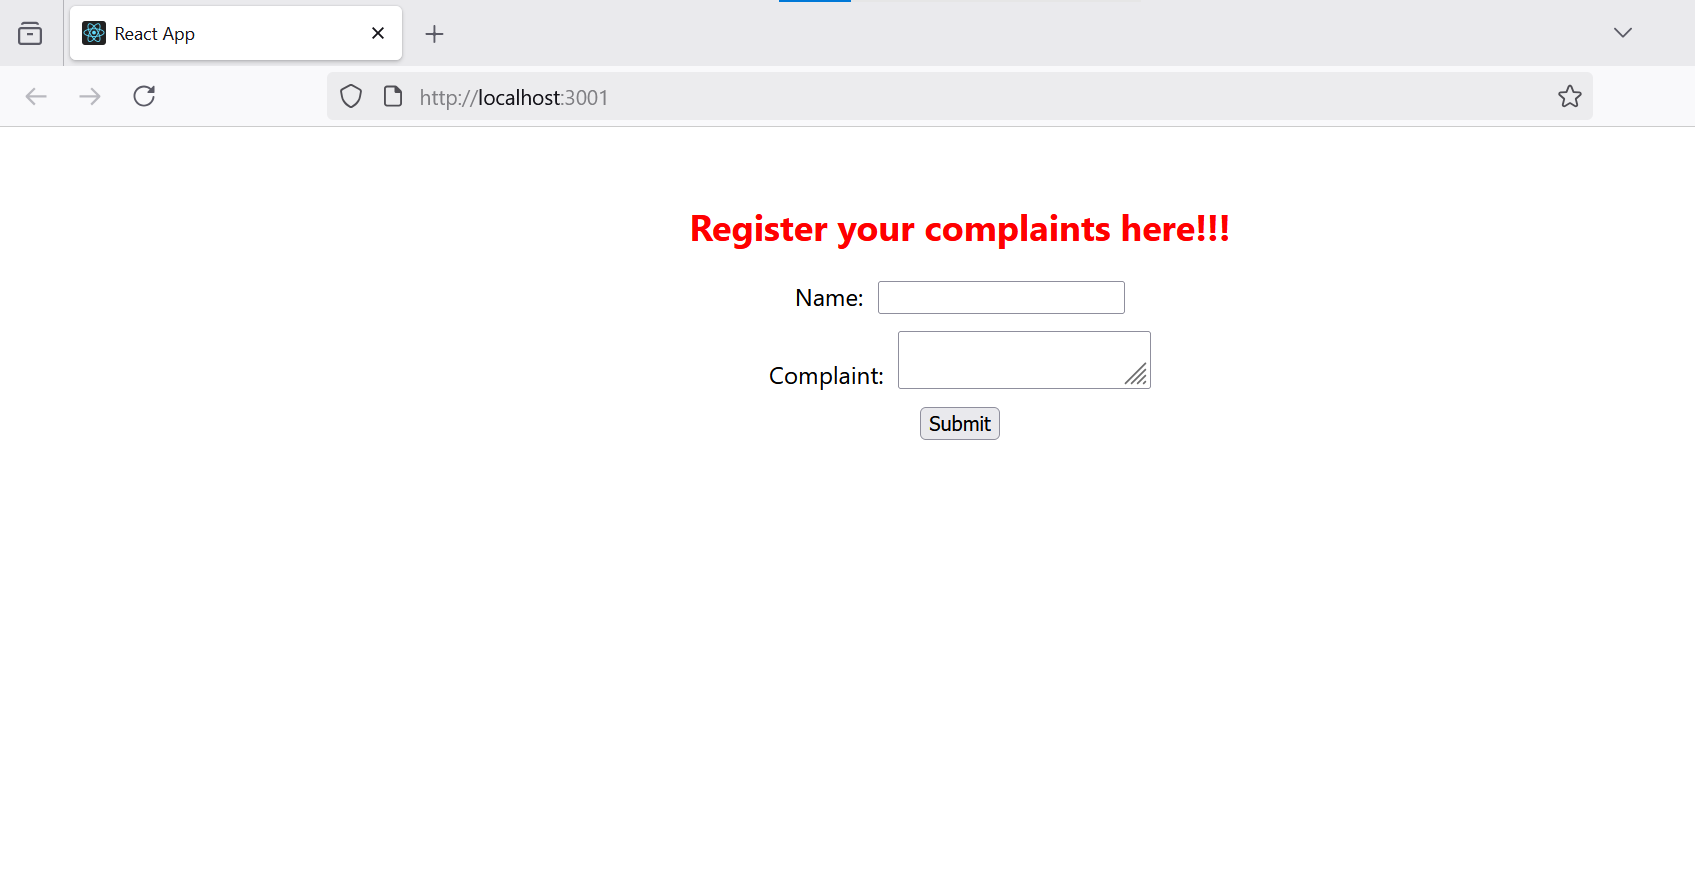 React App
http://localhost:3001
Register your complaints here!!!
Name:
Complaint:
Submit